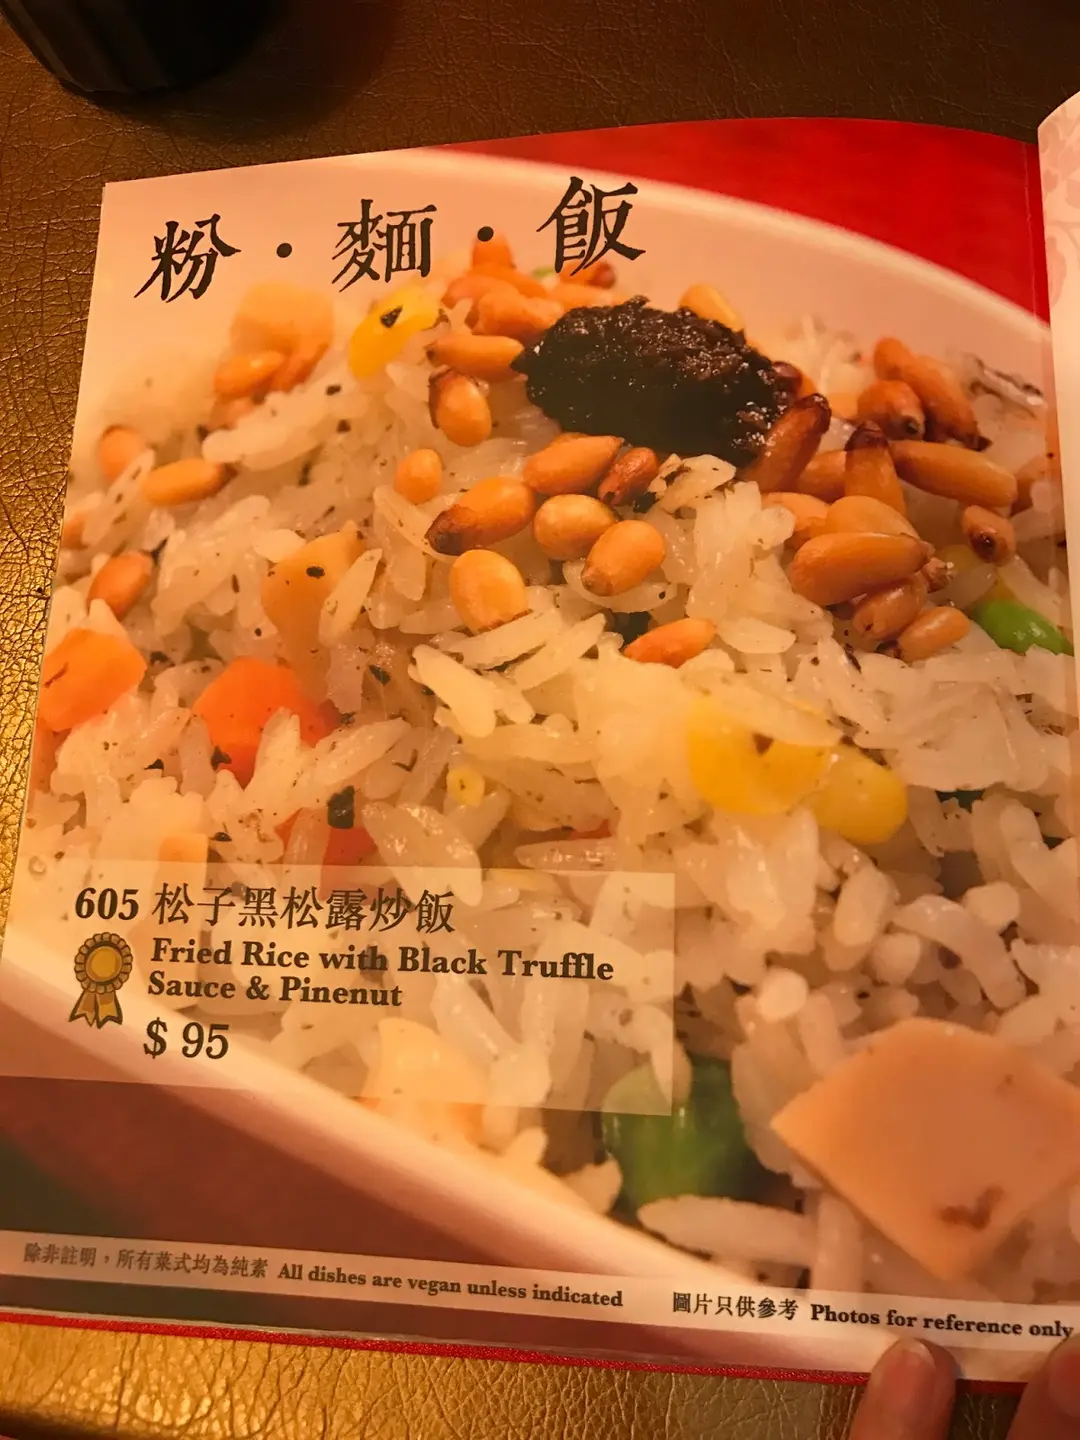 粉・麵・飯
605 松子黑松露炒飯
Fried Rice with Black Truffle
Sauce & Pinenut
$ 95
除非註明，所有菜式均為純素 All dishes are vegan unless indicated
圖片只供參考 Photos for reference only